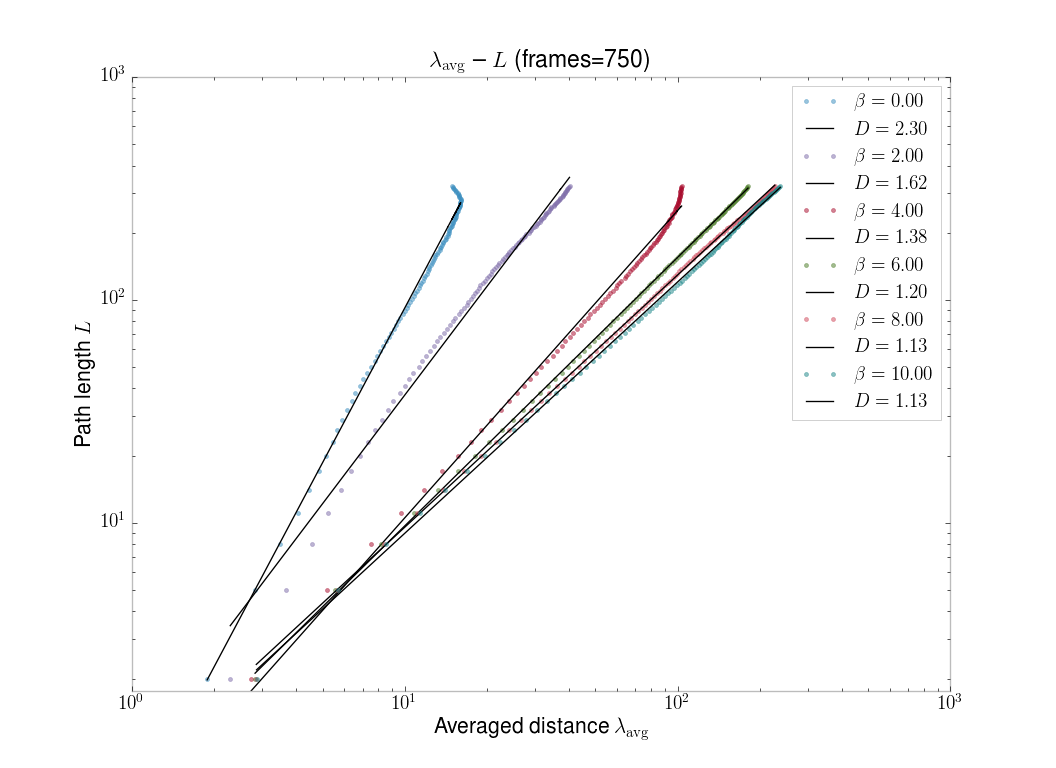 λavg − L (frames=750)
10³
β = 0.00
D = 2.30
β = 2.00
D = 1.62
β = 4.00
D = 1.38
β = 6.00
D = 1.20
β = 8.00
D = 1.13
β = 10.00
D = 1.13
10²
Path length L
10¹
10⁰ 10¹ 10² 10³
Averaged distance λavg